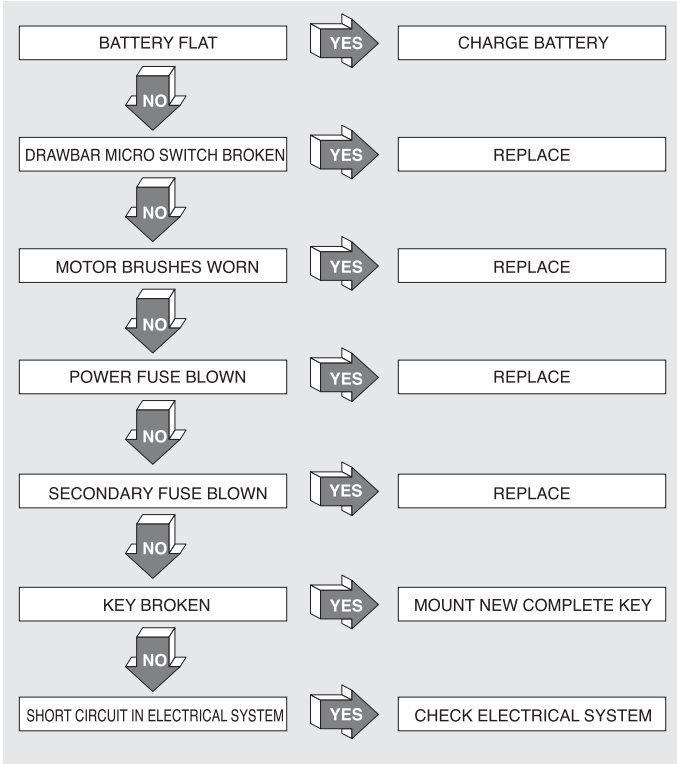 BATTERY FLAT
YES
CHARGE BATTERY
NO
DRAWBAR MICRO SWITCH BROKEN
YES
REPLACE
NO
MOTOR BRUSHES WORN
YES
REPLACE
NO
POWER FUSE BLOWN
YES
REPLACE
NO
SECONDARY FUSE BLOWN
YES
REPLACE
NO
KEY BROKEN
YES
MOUNT NEW COMPLETE KEY
NO
SHORT CIRCUIT IN ELECTRICAL SYSTEM
YES
CHECK ELECTRICAL SYSTEM